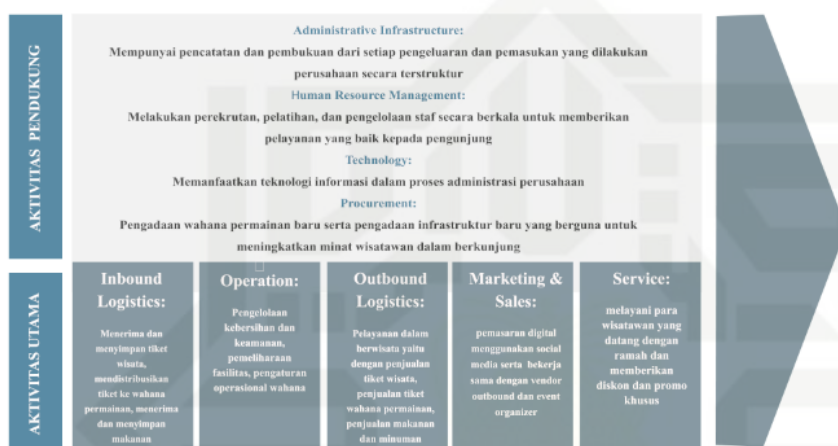 Administrative Infrastructure:
Mempunyai pencatatan dan pembukuan dari setiap pengeluaran dan pemasukan yang dilakukan
perusahaan secara terstruktur
Human Resource Management:
Melakukan perekrutan, pelatihan, dan pengelolaan staf secara berkala untuk memberikan
pelayanan yang baik kepada pengunjung
Technology:
Memanfaatkan teknologi informasi dalam proses administrasi perusahaan
Procurement:
Pengadaan wahana permainan baru serta pengadaan infrastruktur baru yang berguna untuk
meningkatkan minat wisatawan dalam berkunjung
AKTIVITAS PENDUKUNG
AKTIVITAS UTAMA
Inbound
Logistics:
Menerima dan
menyimpan tiket
wisata,
mendistribusikan
tiket ke wahana
permainan, menerima
dan menyimpan
makanan
Operation:
Pengelolaan
kebersihan dan
keamanan,
pemeliharaan
fasilitas, pengaturan
operasional wahana
Outbound
Logistics:
Pelayanan dalam
berwisata yaitu
dengan penjualan
tiket wisata,
penjualan tiket
wahana permainan,
penjualan makanan
dan minuman
Marketing &
Sales:
pemasaran digital
menggunakan social
media serta bekerja
sama dengan vendor
outbound dan event
organizer
Service:
melayani para
wisatawan yang
datang dengan
ramah dan
memberikan
diskon dan promo
khusus